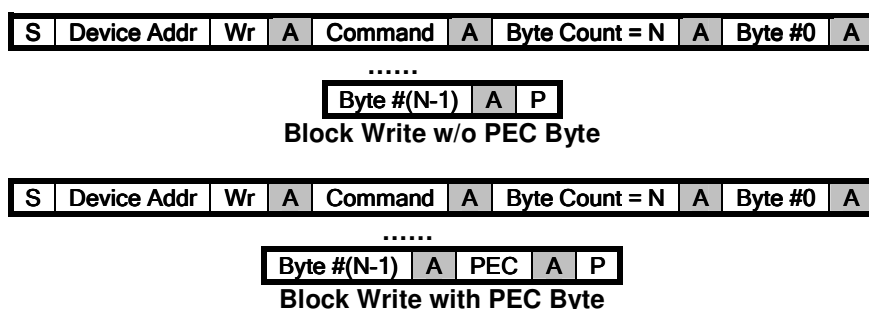 S Device Addr Wr A Command A Byte Count = N A Byte #0 A
......
Byte #(N-1) A P
Block Write w/o PEC Byte
S Device Addr Wr A Command A Byte Count = N A Byte #0 A
......
Byte #(N-1) A PEC A P
Block Write with PEC Byte